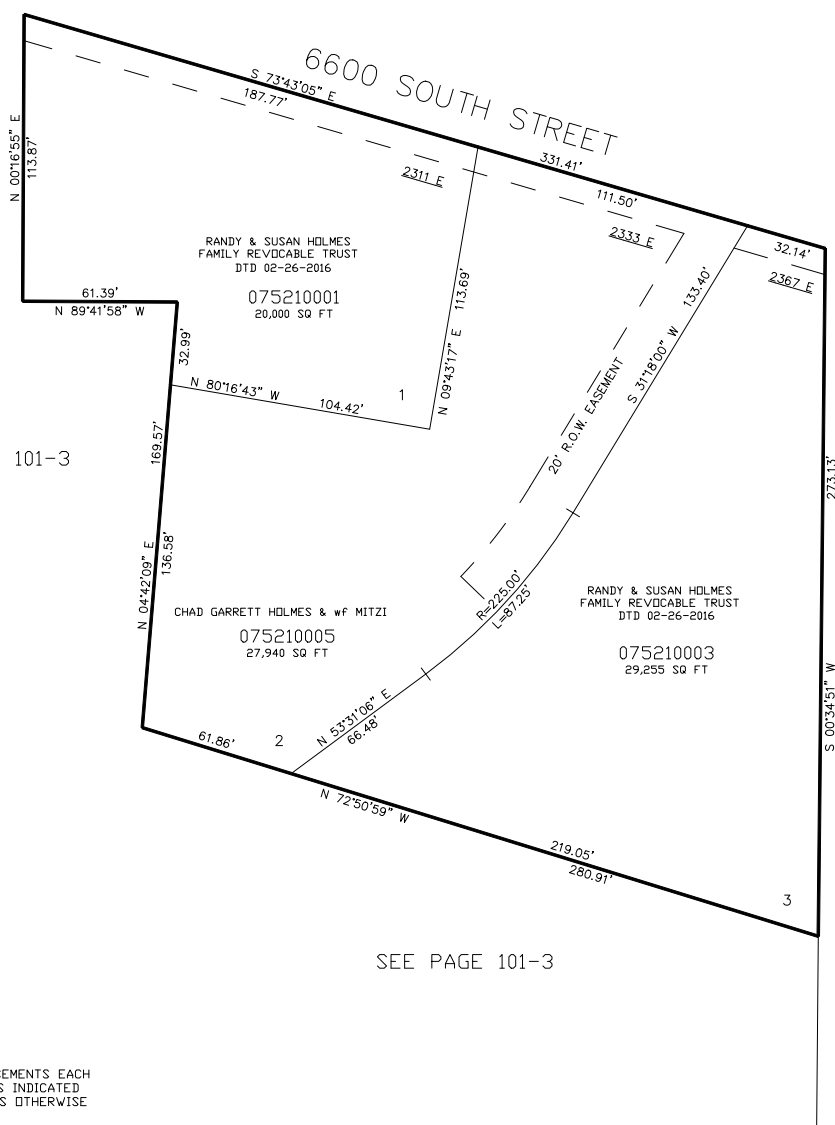 6600 SOUTH STREET
S 73°43'05" E
187.77'
331.41'
111.50'
32.14'
2311 E
2333 E
2367 E
N 00°16'55" E
113.87'
RANDY & SUSAN HOLMES
FAMILY REVOCABLE TRUST
DTD 02-26-2016
075210001
20,000 SQ FT
61.39'
N 89°41'58" W
32.99'
N 80°16'43" W
104.42'
1
113.69'
N 09°43'17" E
133.40'
S 31°18'00" W
20' R.O.W. EASEMENT
101-3
169.57'
N 04°42'09" E
136.58'
273.13'
S 00°34'51" W
CHAD GARRETT HOLMES & wf MITZI
075210005
27,940 SQ FT
R=225.00'
L=87.25'
RANDY & SUSAN HOLMES
FAMILY REVOCABLE TRUST
DTD 02-26-2016
075210003
29,255 SQ FT
N 53°31'06" E
66.48'
61.86'
2
N 72°50'59" W
219.05'
280.91'
3
SEE PAGE 101-3
EMENTS EACH
S INDICATED
S OTHERWISE